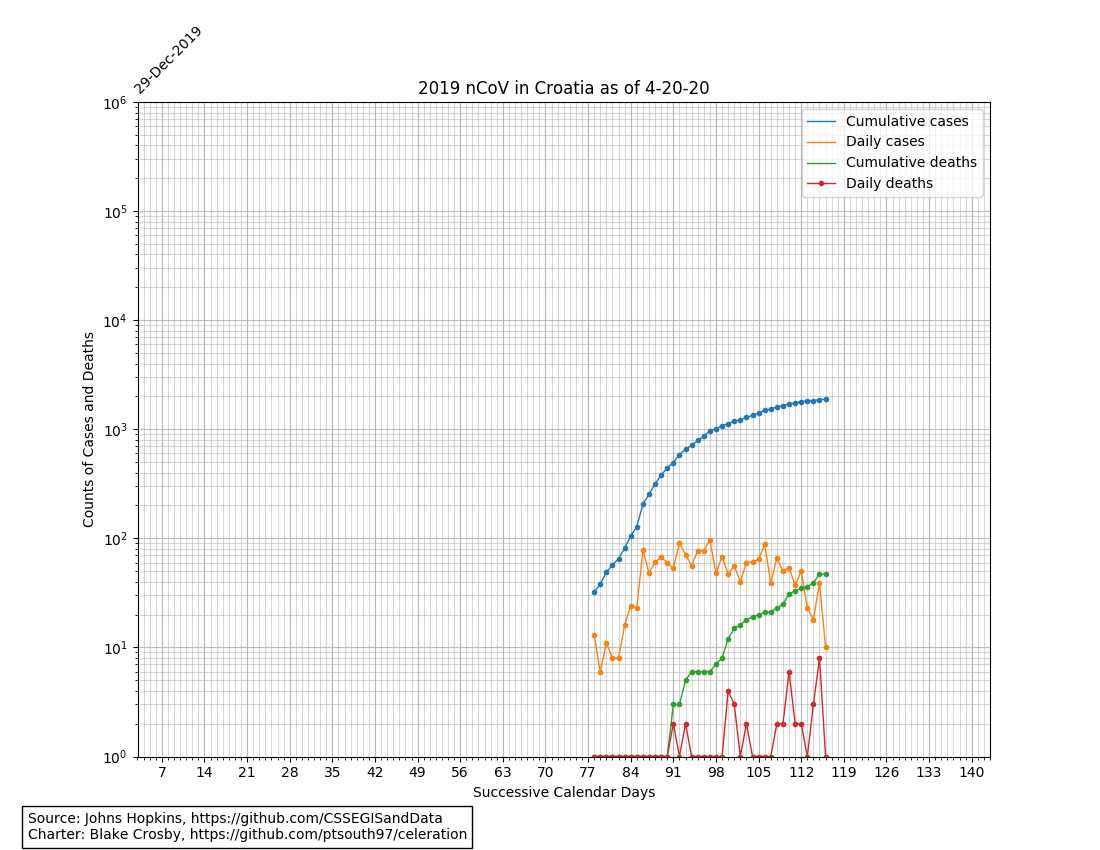 29-Dec-2019
2019 nCoV in Croatia as of 4-20-20
Cumulative cases
Daily cases
Cumulative deaths
Daily deaths
10^6
10^5
10^4
10^3
10^2
10^1
10^0
Counts of Cases and Deaths
7 14 21 28 35 42 49 56 63 70 77 84 91 98 105 112 119 126 133 140
Successive Calendar Days
Source: Johns Hopkins, https://github.com/CSSEGISandData
Charter: Blake Crosby, https://github.com/ptsouth97/celeration